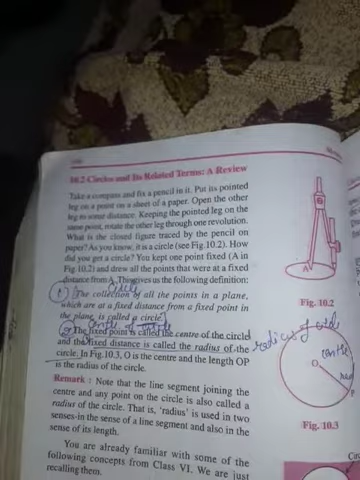 10.2 Circles and Its Related Terms: A Review
Take a compass and fix a pencil in it. Put its pointed
leg on a point on a sheet of a paper. Open the other
leg to some distance. Keeping the pointed leg on the
same point, rotate the other leg through one revolution.
What is the closed figure traced by the pencil on
paper? As you know, it is a circle (see Fig.10.2). How
did you get a circle? You kept one point fixed (A in
Fig.10.2) and drew all the points that were at a fixed
distance from A. This gives us the following definition:
circle
1 The collection of all the points in a plane,
which are at a fixed distance from a fixed point in
the plane, is called a circle.
centre of circle
The fixed point is called the centre of the circle
and the fixed distance is called the radius of the
circle. In Fig.10.3, O is the centre and the length OP
is the radius of the circle.
Remark : Note that the line segment joining the
centre and any point on the circle is also called a
radius of the circle. That is, 'radius' is used in two
senses-in the sense of a line segment and also in the
sense of its length.
You are already familiar with some of the
following concepts from Class VI. We are just
recalling them.
A
Fig. 10.2
radius of
centre
O
P
Fig. 10.3